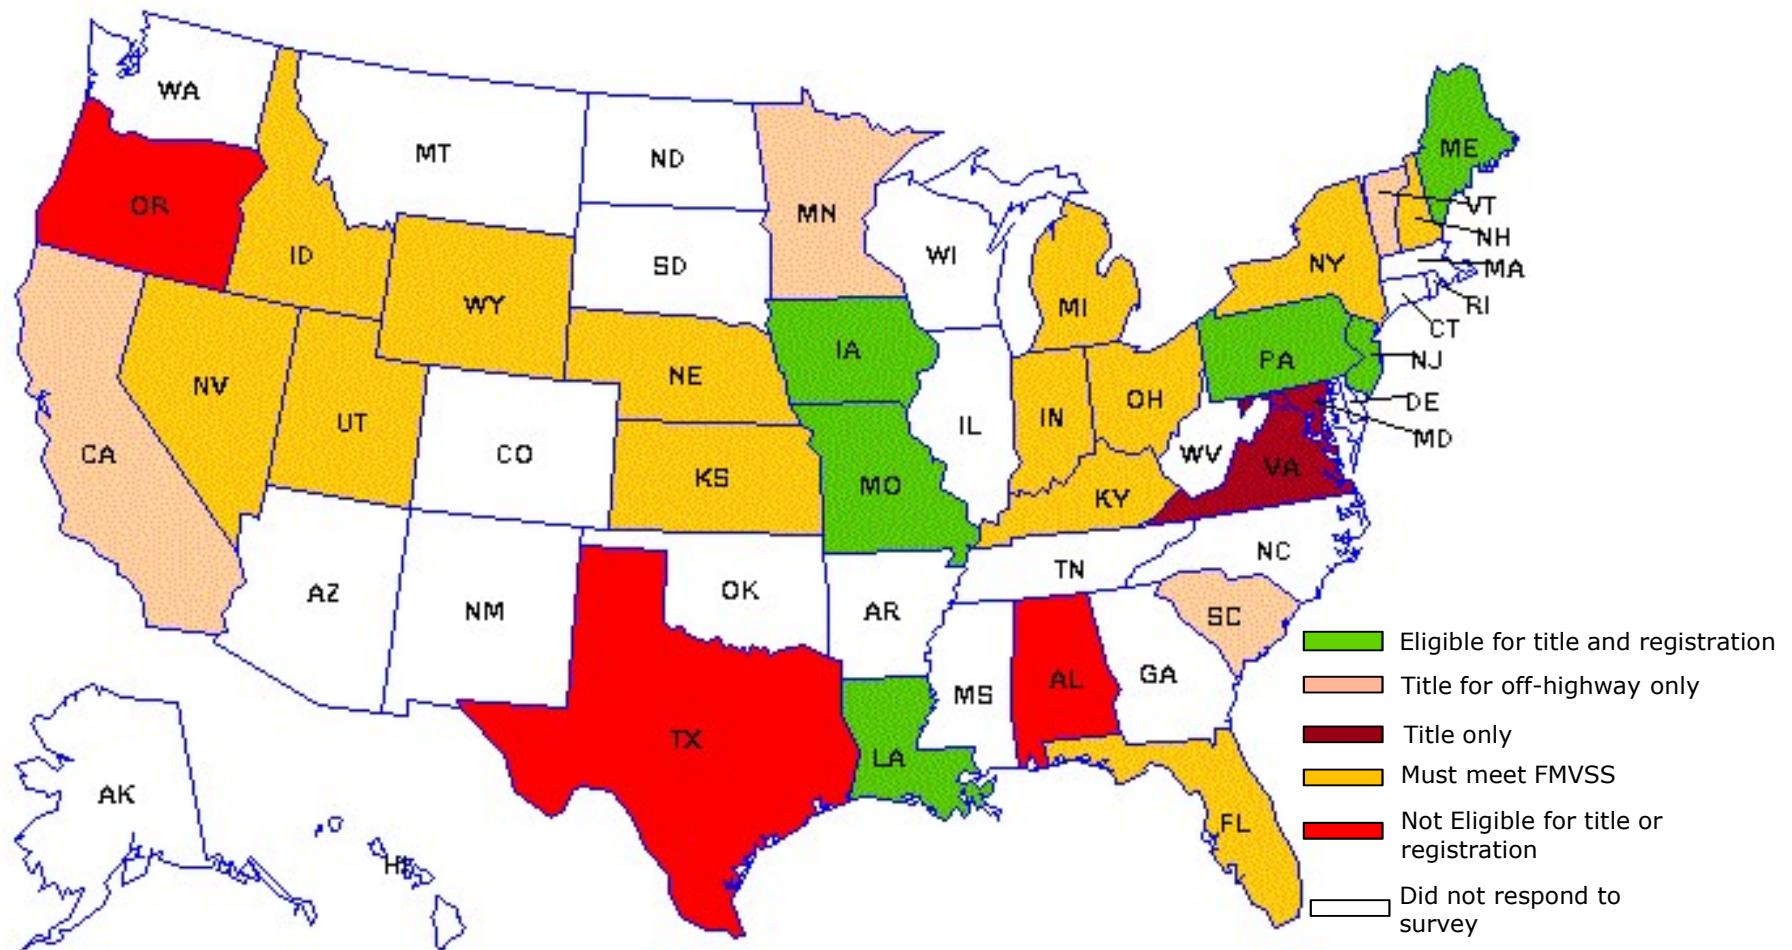 WA
MT
ND
MN
ME
OR
ID
WY
SD
WI
MI
NY
VT
NH
MA
RI
CT
NJ
DE
MD
NV
UT
NE
IA
PA
CA
CO
KS
MO
IL
IN
OH
WV
VA
KY
AZ
NM
OK
AR
TN
NC
SC
TX
LA
MS
AL
GA
FL
AK
HI
Eligible for title and registration
Title for off-highway only
Title only
Must meet FMVSS
Not Eligible for title or
registration
Did not respond to
survey